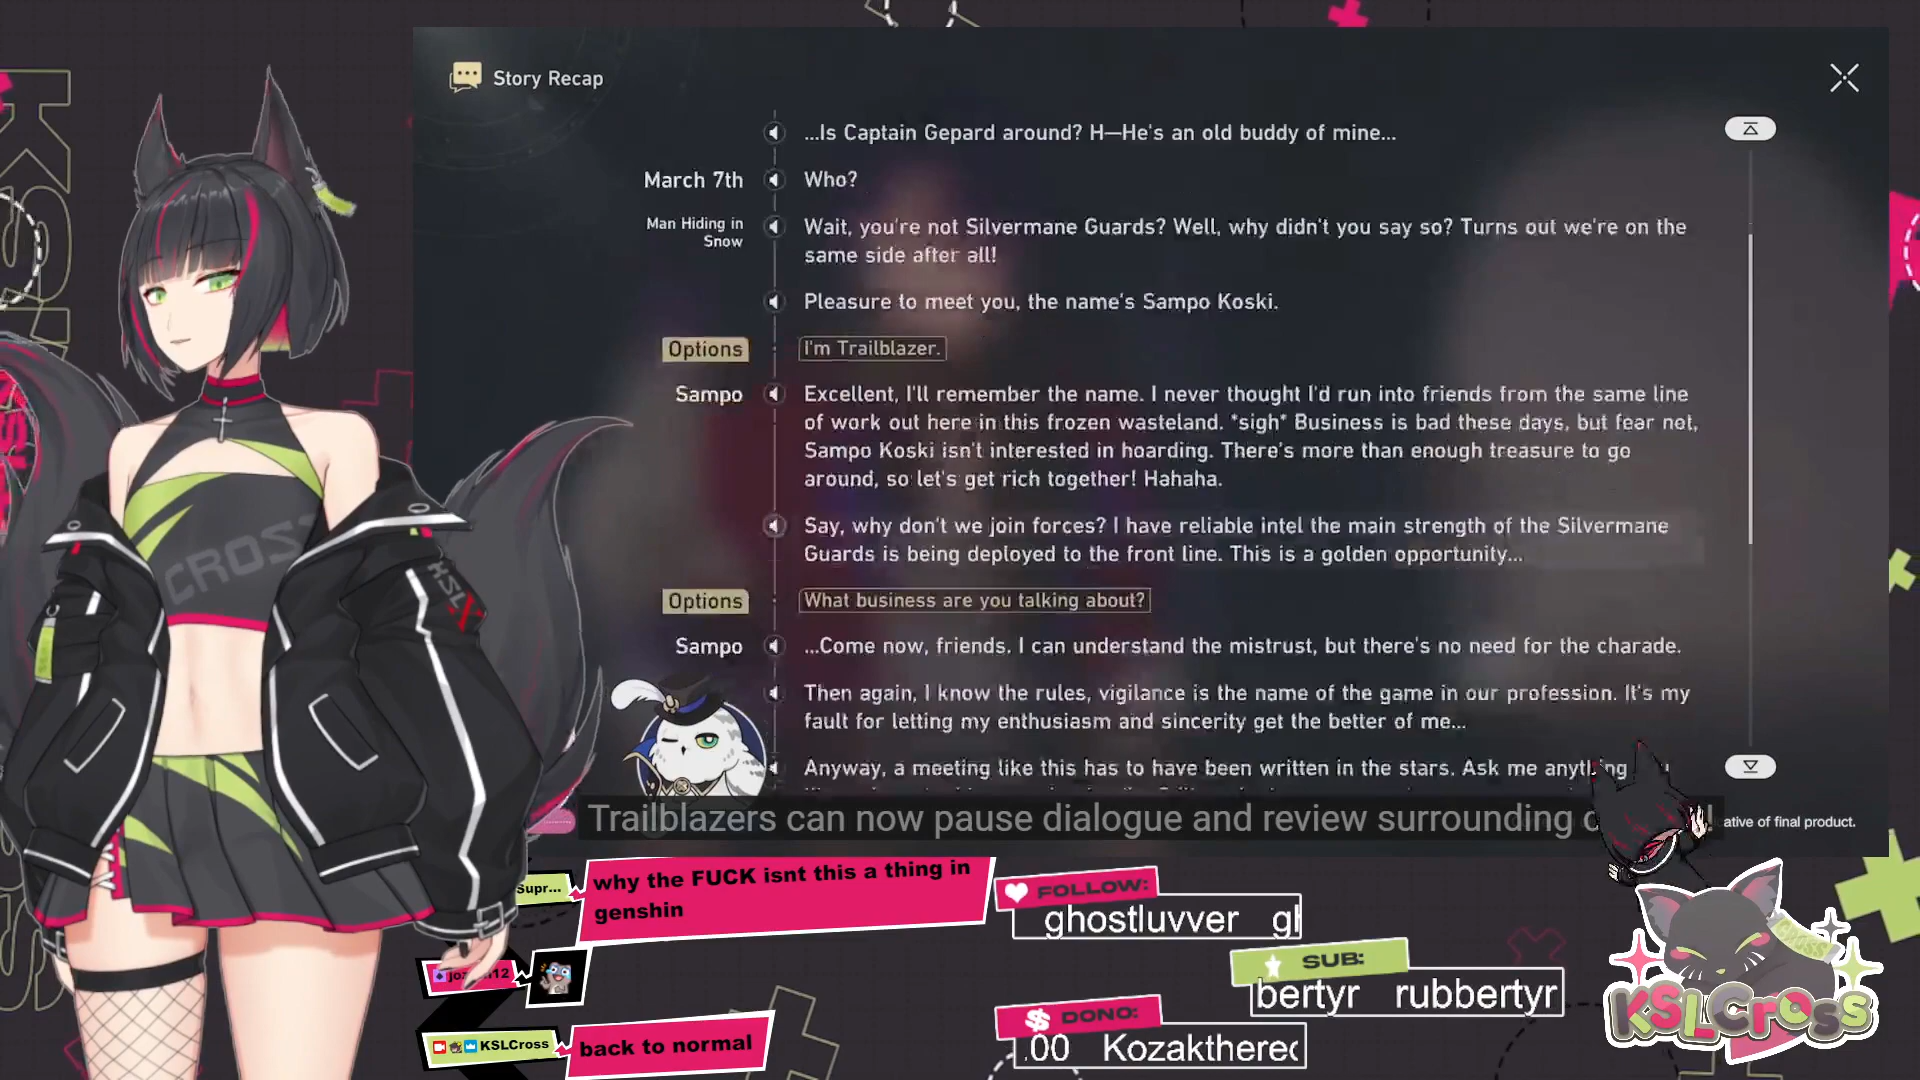 Story Recap
...Is Captain Gepard around? H—He's an old buddy of mine...
March 7th
Who?
Man Hiding in
Snow
Wait, you're not Silvermane Guards? Well, why didn't you say so? Turns out we're on the
same side after all!
Pleasure to meet you, the name's Sampo Koski.
Options
I'm Trailblazer.
Sampo
Excellent, I'll remember the name. I never thought I'd run into friends from the same line
of work out here in this frozen wasteland. *sigh* Business is bad these days, but fear not,
Sampo Koski isn't interested in hoarding. There's more than enough treasure to go
around, so let's get rich together! Hahaha.
Say, why don't we join forces? I have reliable intel the main strength of the Silvermane
Guards is being deployed to the front line. This is a golden opportunity...
Options
What business are you talking about?
Sampo
...Come now, friends. I can understand the mistrust, but there's no need for the charade.
Then again, I know the rules, vigilance is the name of the game in our profession. It's my
fault for letting my enthusiasm and sincerity get the better of me...
Anyway, a meeting like this has to have been written in the stars. Ask me anything
Trailblazers can now pause dialogue and review surrounding
ative of final product.
CROSS
KSLX
Supr...
why the FUCK isnt this a thing in
genshin
KSLCross
back to normal
FOLLOW:
ghostluvver
SUB:
bertyr rubbertyr
DONO:
.00 Kozaktherec
KSLCross